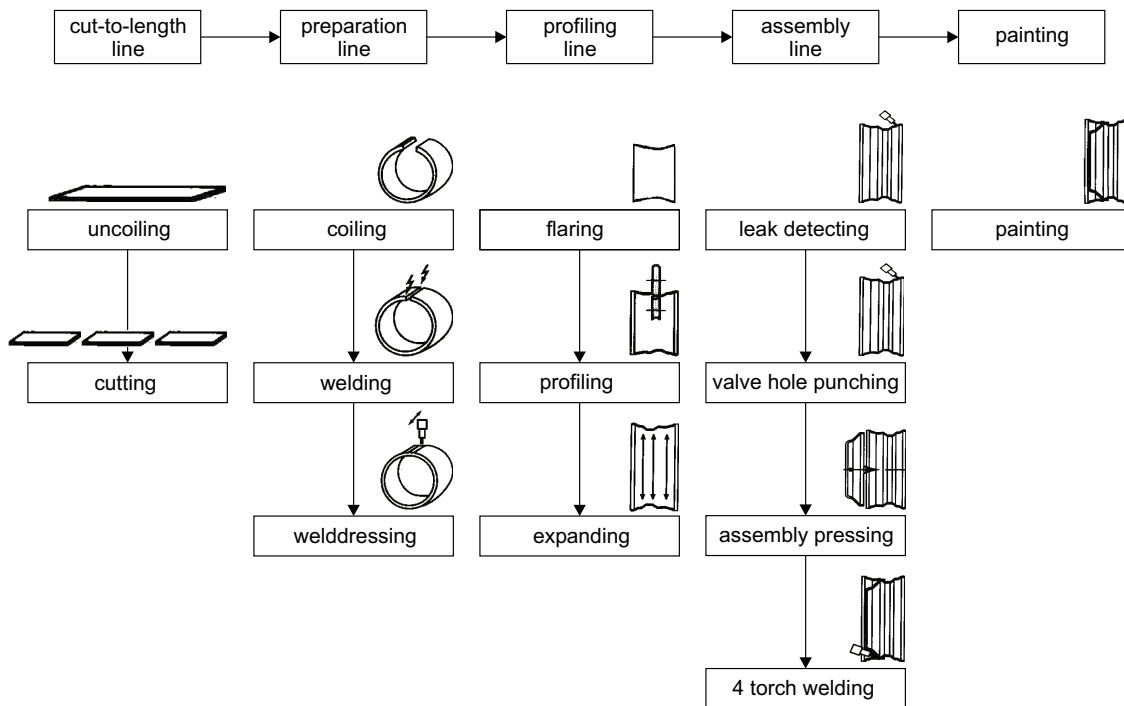 cut-to-length
line
preparation
line
profiling
line
assembly
line
painting
uncoiling
coiling
flaring
leak detecting
painting
cutting
welding
profiling
valve hole punching
welddressing
expanding
assembly pressing
4 torch welding